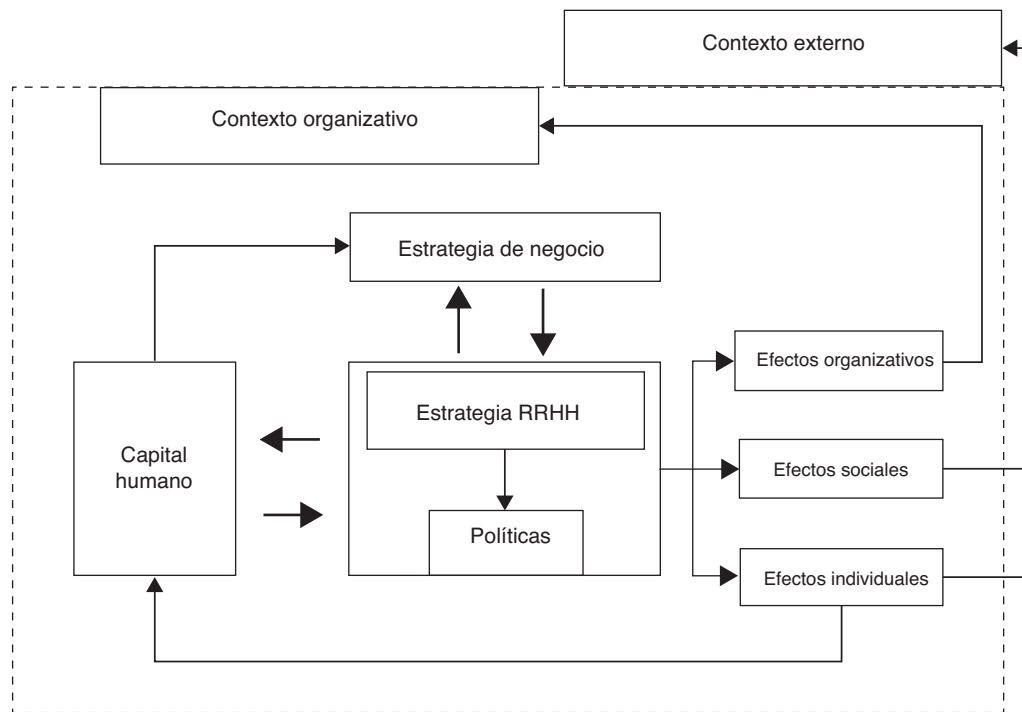 Contexto externo
Contexto organizativo
Estrategia de negocio
Efectos organizativos
Estrategia RRHH
Capital
humano
Efectos sociales
Políticas
Efectos individuales